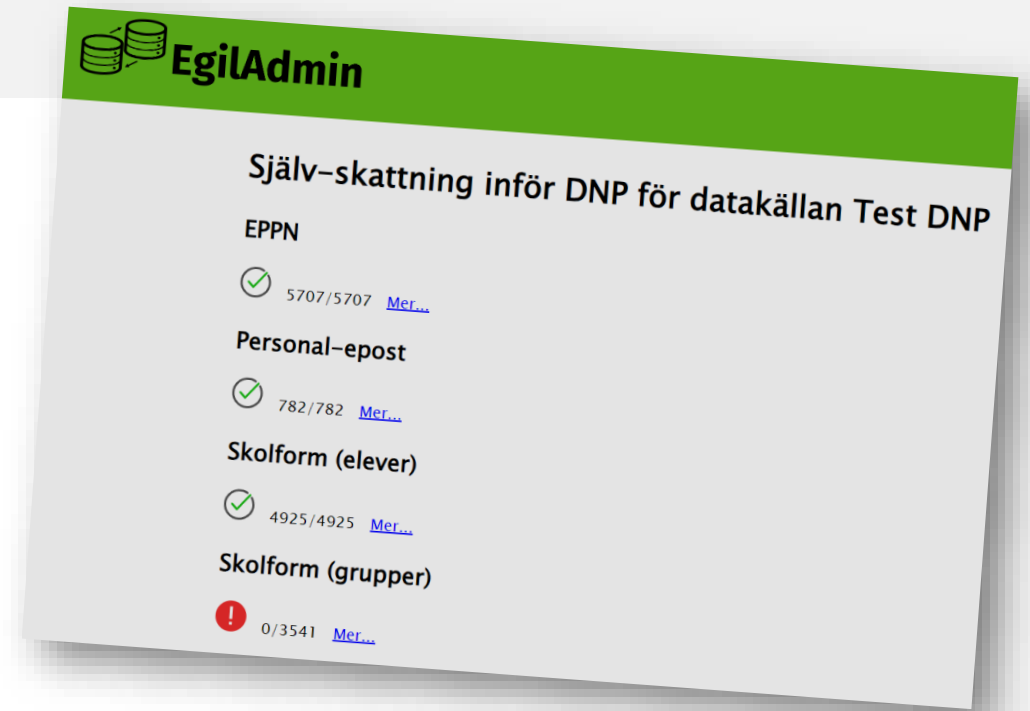 EgilAdmin
Själv-skattning inför DNP för datakällan Test DNP
EPPN
5707/5707 Mer...
Personal-epost
782/782 Mer...
Skolform (elever)
4925/4925 Mer...
Skolform (grupper)
! 0/3541 Mer...